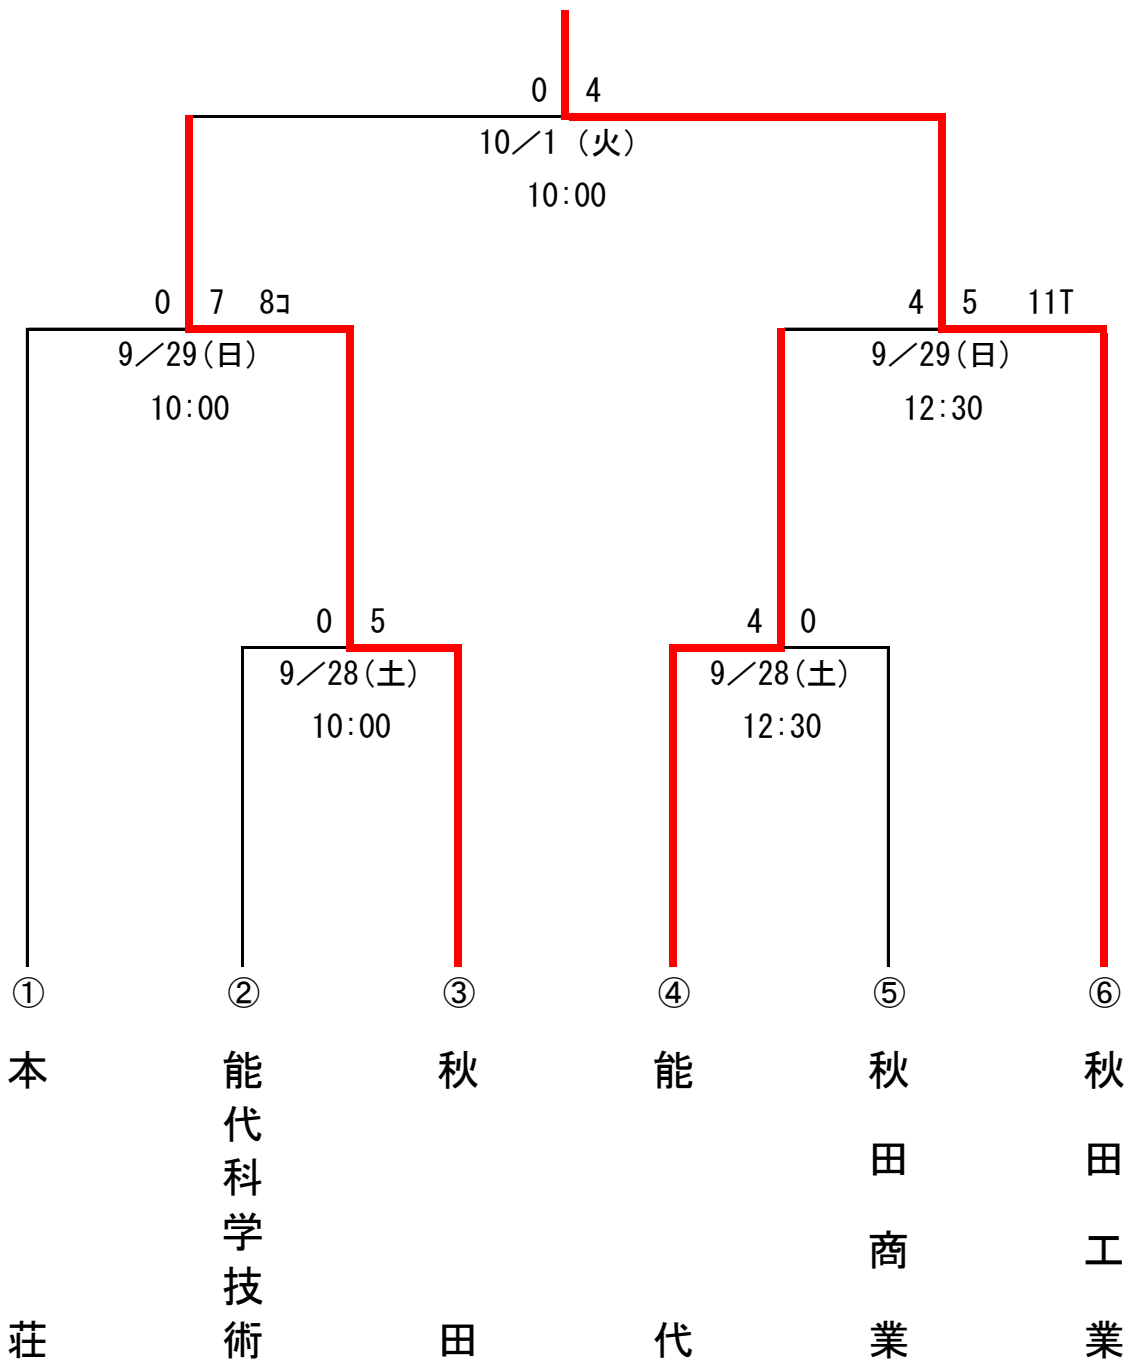 0 4
10／1 (火)
10:00
0 7 8ｺ
9／29(日)
10:00
4 5 11T
9／29(日)
12:30
0 5
9／28(土)
10:00
4 0
9／28(土)
12:30
① ② ③ ④ ⑤ ⑥
本荘
能代科学技術
秋田
能代
秋田商業
秋田工業